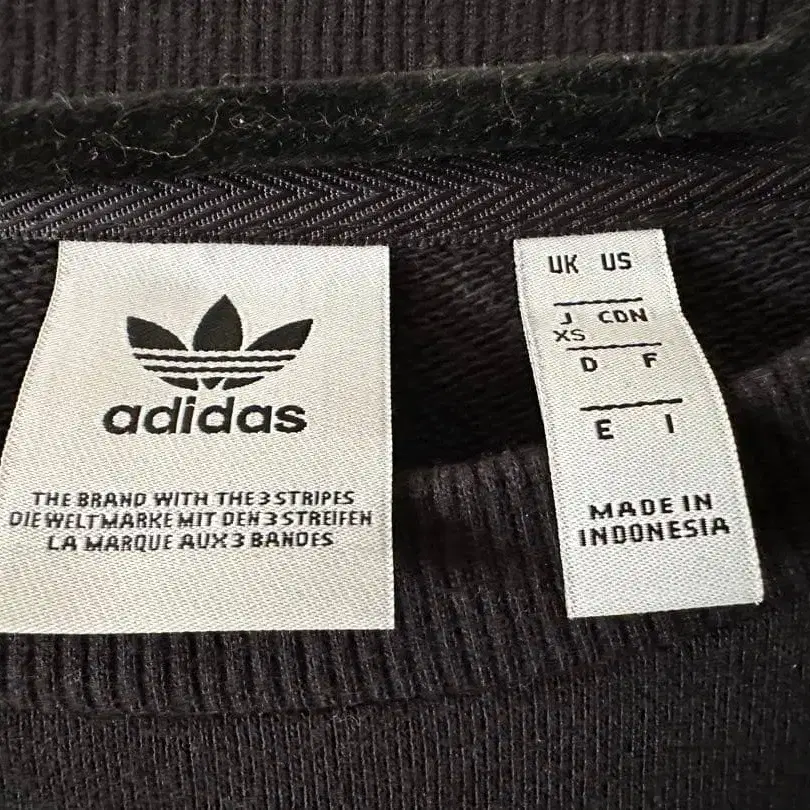 adidas
THE BRAND WITH THE 3 STRIPES
DIE WELTMARKE MIT DEN 3 STREIFEN
LA MARQUE AUX 3 BANDES
UK US
J CDN
XS
D F
E I
MADE IN
INDONESIA